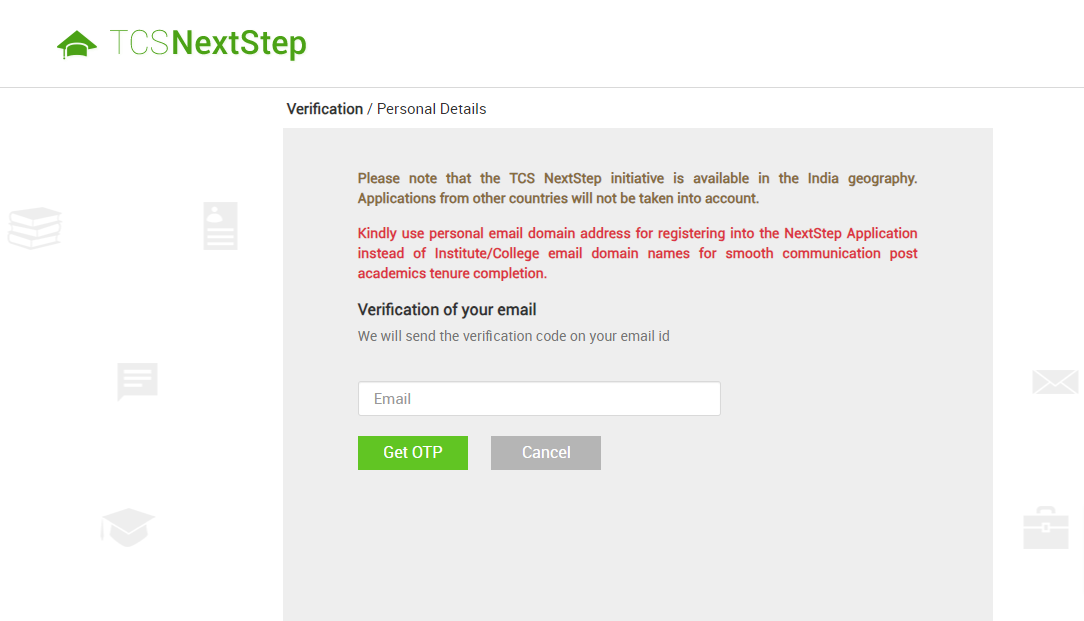 TCSNextStep
Verification / Personal Details
Please note that the TCS NextStep initiative is available in the India geography.
Applications from other countries will not be taken into account.
Kindly use personal email domain address for registering into the NextStep Application
instead of Institute/College email domain names for smooth communication post
academics tenure completion.
Verification of your email
We will send the verification code on your email id
Email
Get OTP Cancel